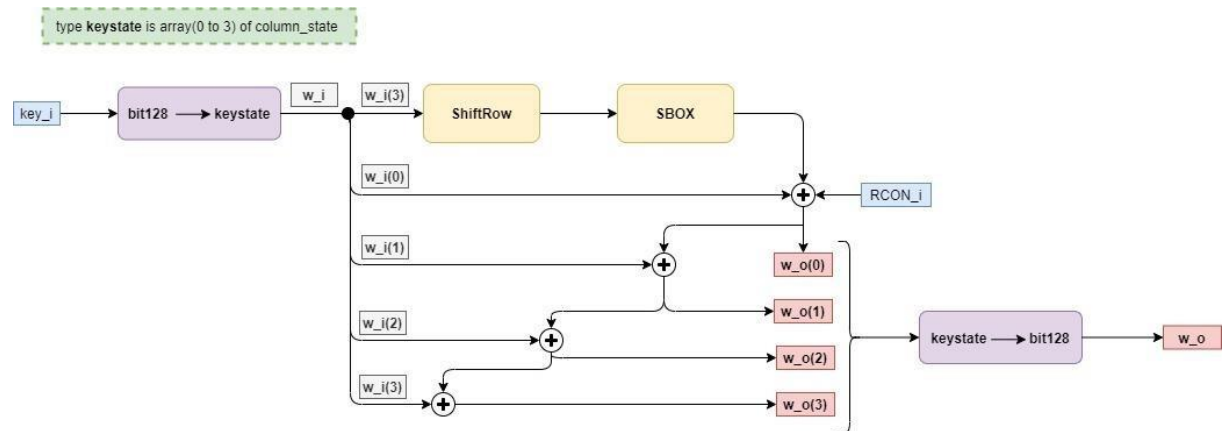 type keystate is array(0 to 3) of column_state
key_i
bit128 keystate
w_i
w_i(3)
ShiftRow
SBOX
w_i(0)
RCON_i
w_i(1)
w_o(0)
w_o(1)
w_i(2)
w_o(2)
keystate bit128
w_o
w_i(3)
w_o(3)